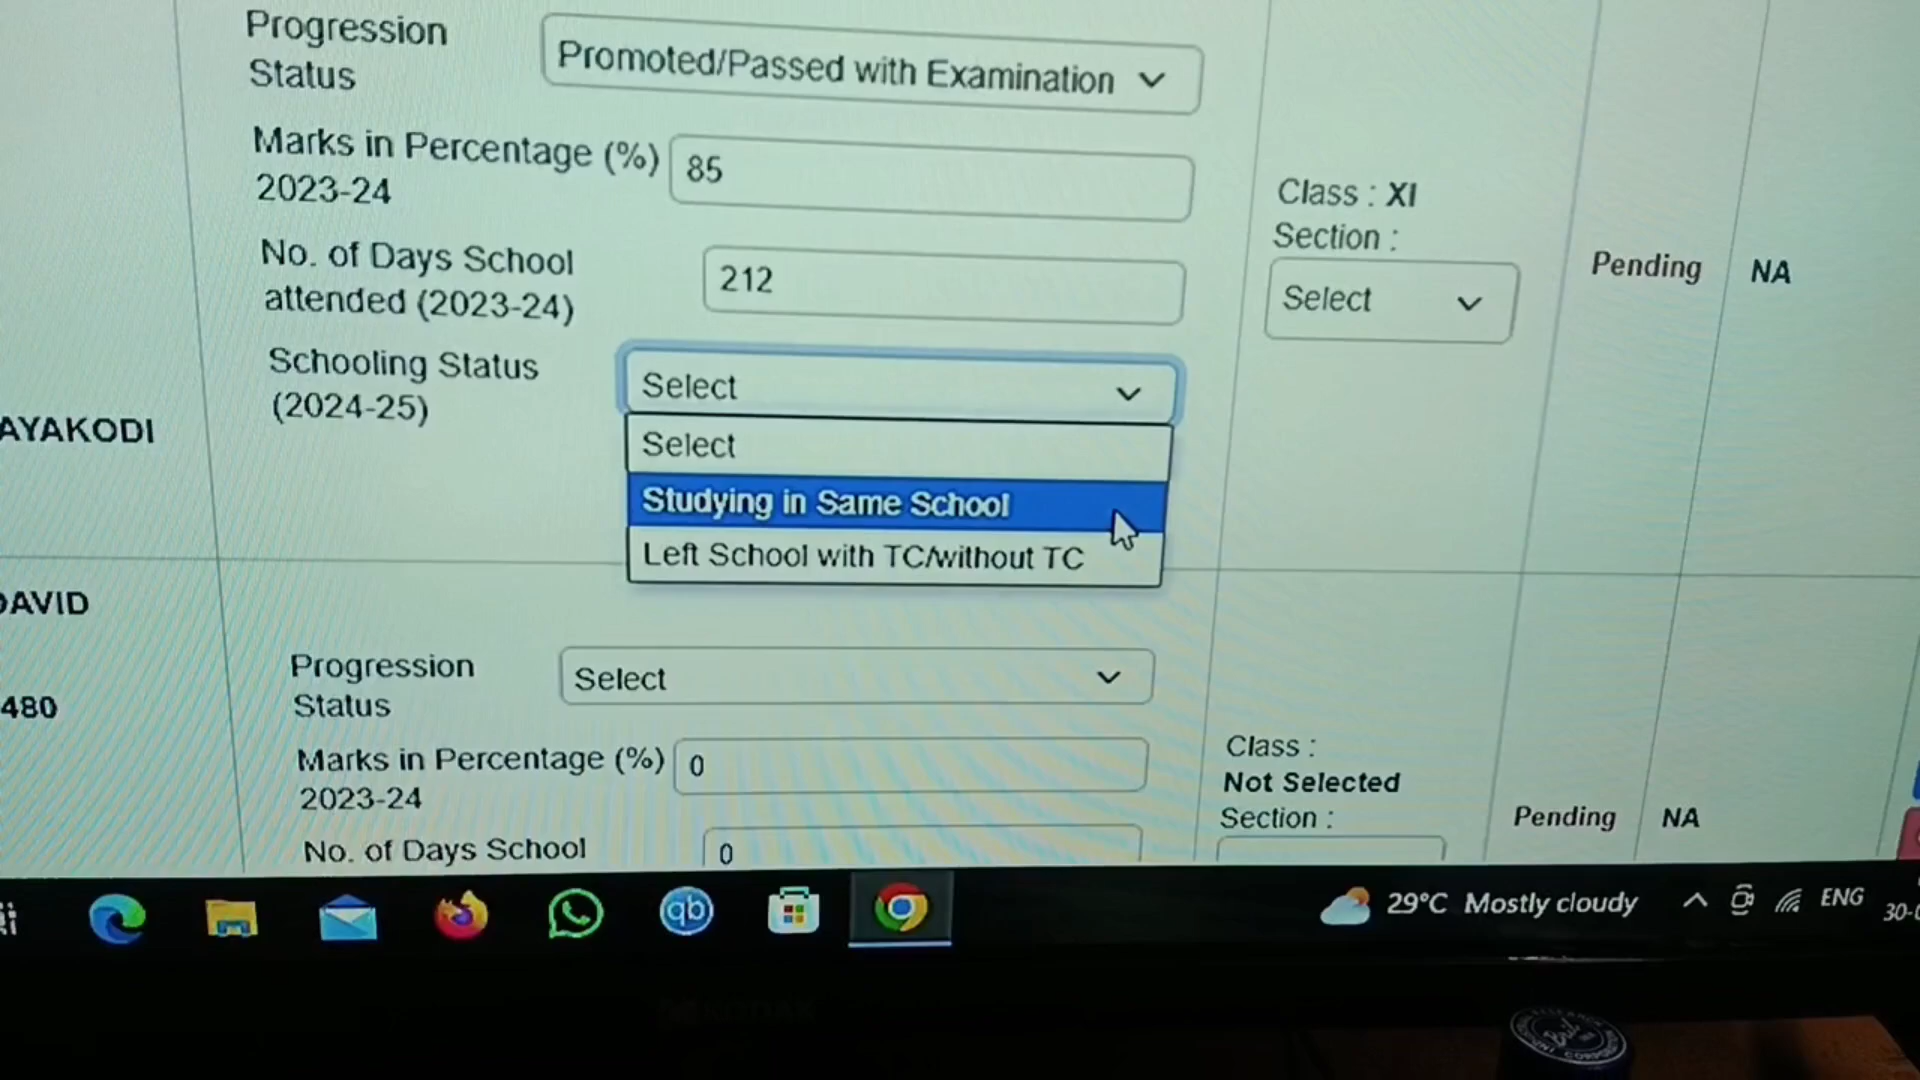 Progression
Status
Promoted/Passed with Examination
Marks in Percentage (%)
2023-24
85
No. of Days School
attended (2023-24)
212
Schooling Status
(2024-25)
Select
Select
Studying in Same School
Left School with TC/without TC
Class : XI
Section :
Select
Pending
NA
AYAKODI
DAVID
480
Progression
Status
Select
Marks in Percentage (%)
2023-24
0
No. of Days School
0
Class :
Not Selected
Section :
Pending
NA
qb
29°C Mostly cloudy
ENG
KODAK
Bril